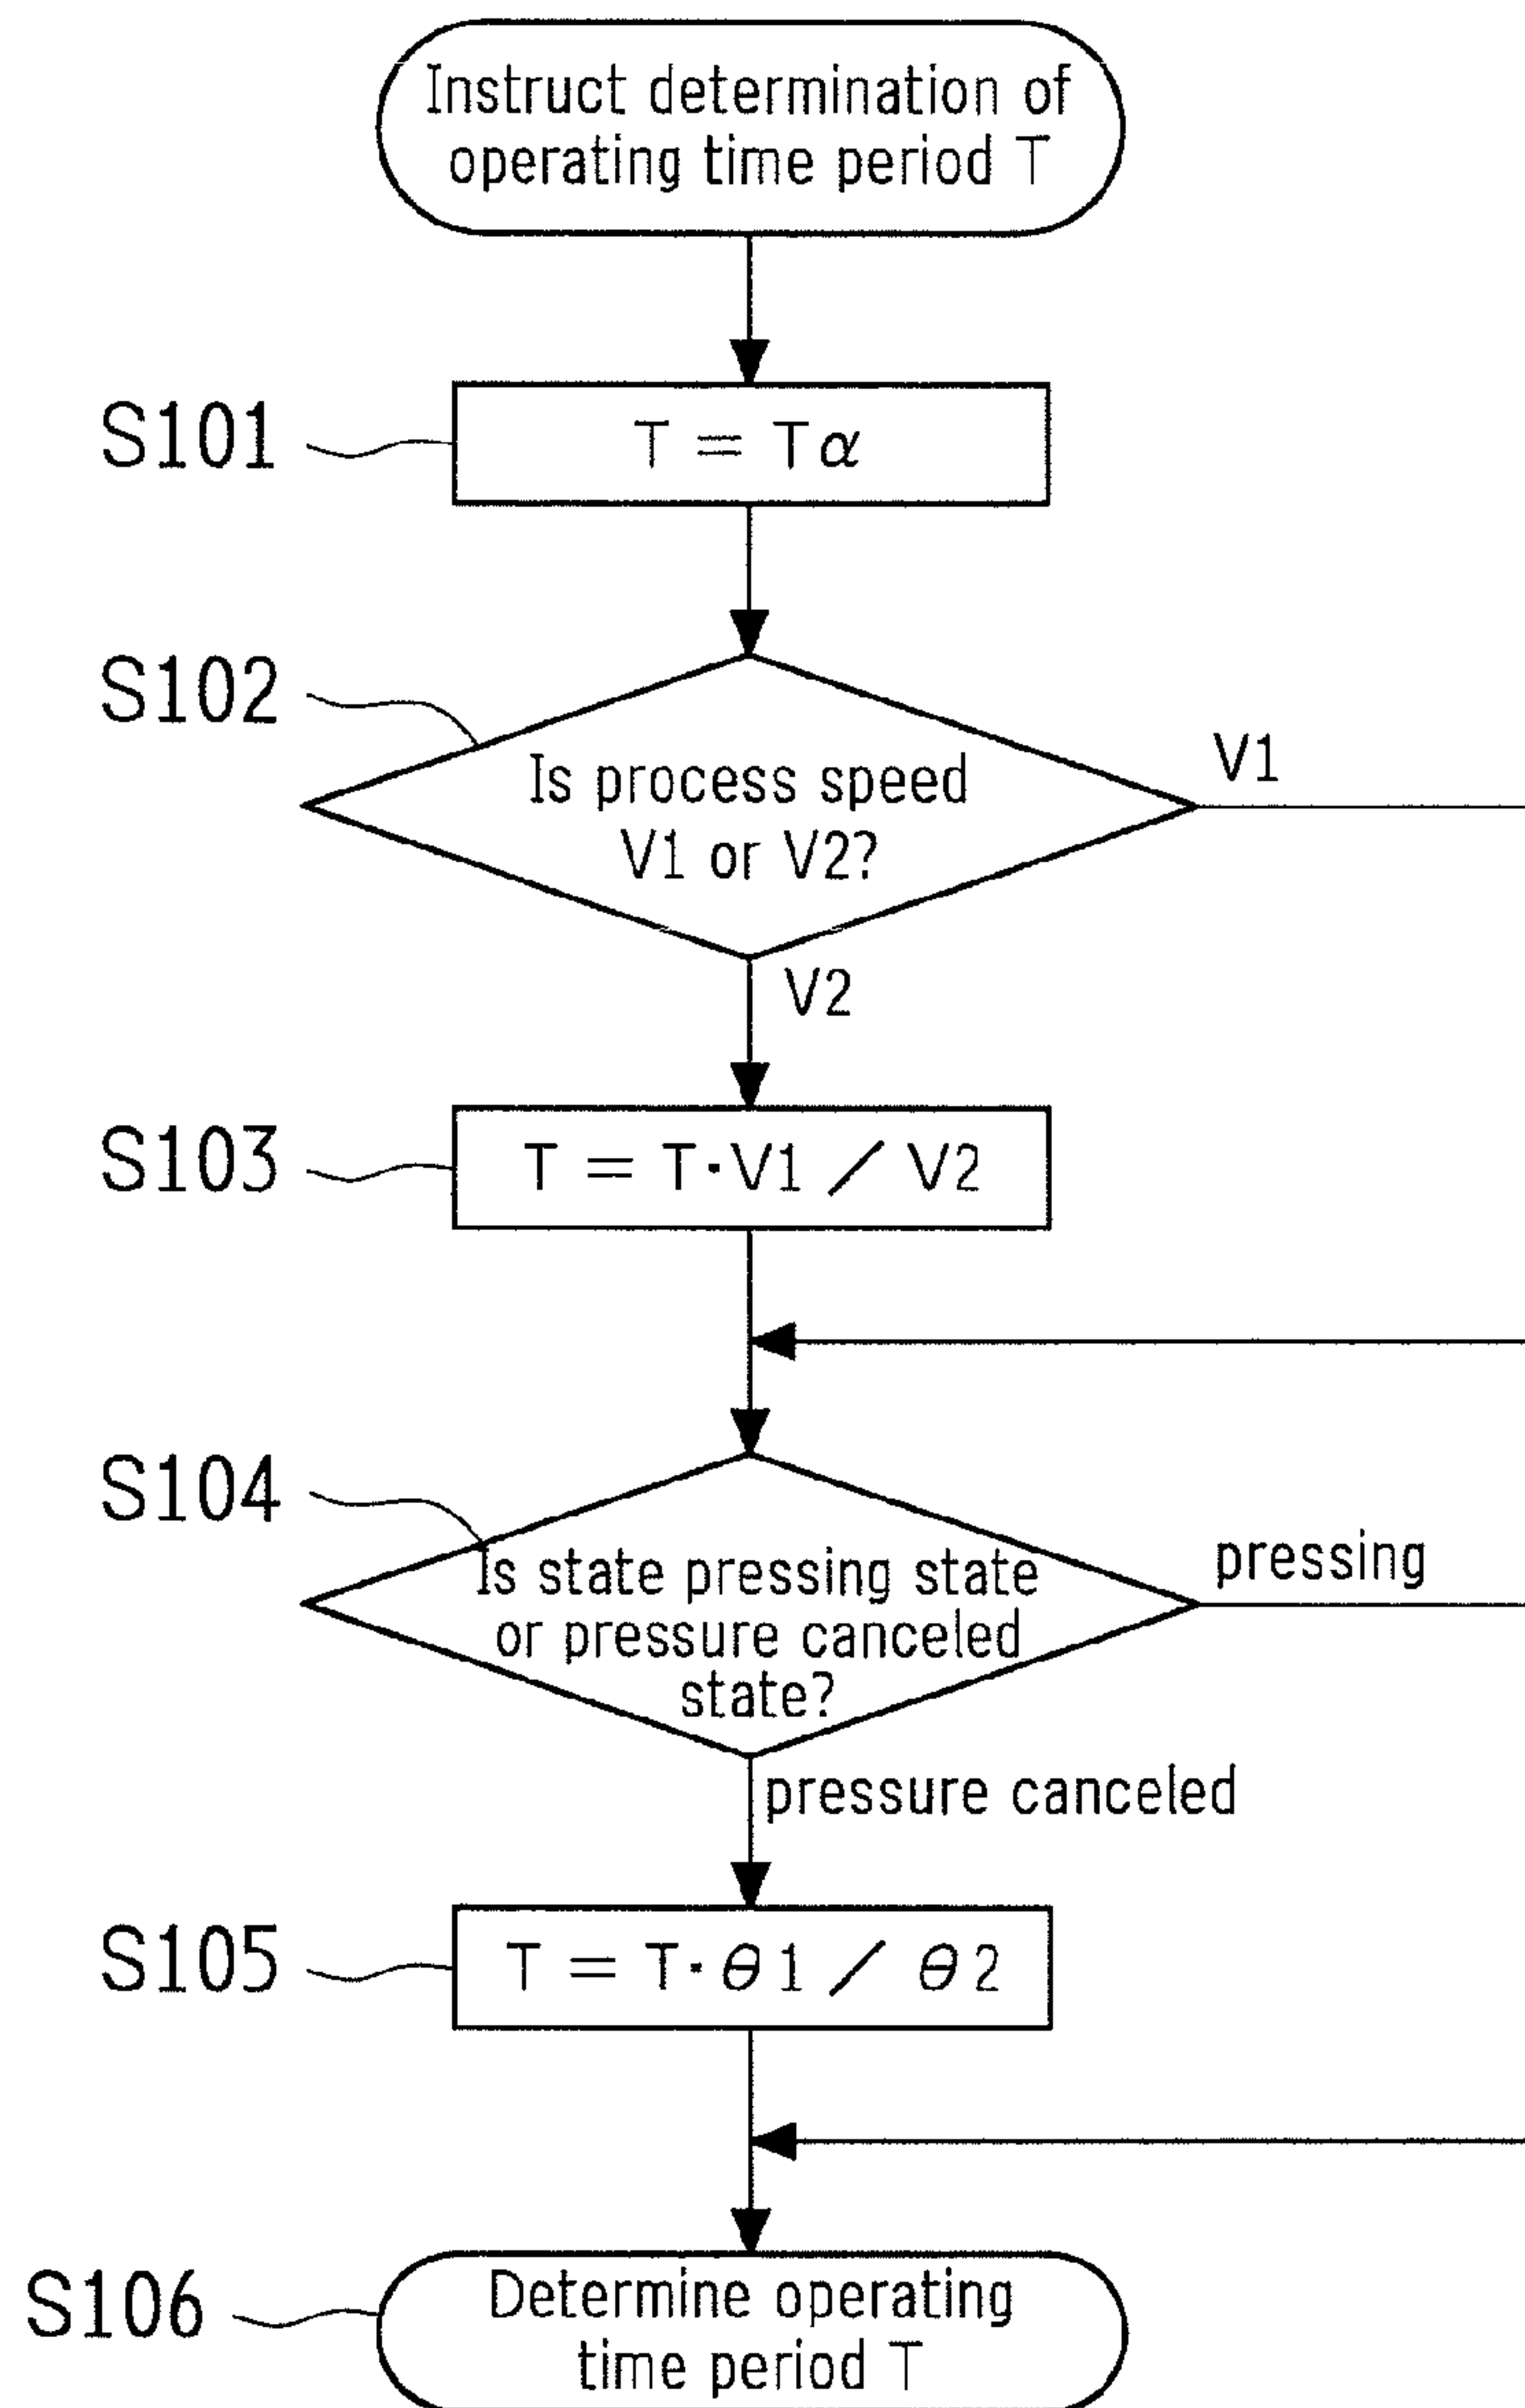 Instruct determination of
operating time period T
S101
T = Tα
S102
Is process speed
V1 or V2?
V1
V2
S103
T = T·V1 / V2
S104
Is state pressing state
or pressure canceled
state?
pressing
pressure canceled
S105
T = T·θ1 / θ2
S106
Determine operating
time period T